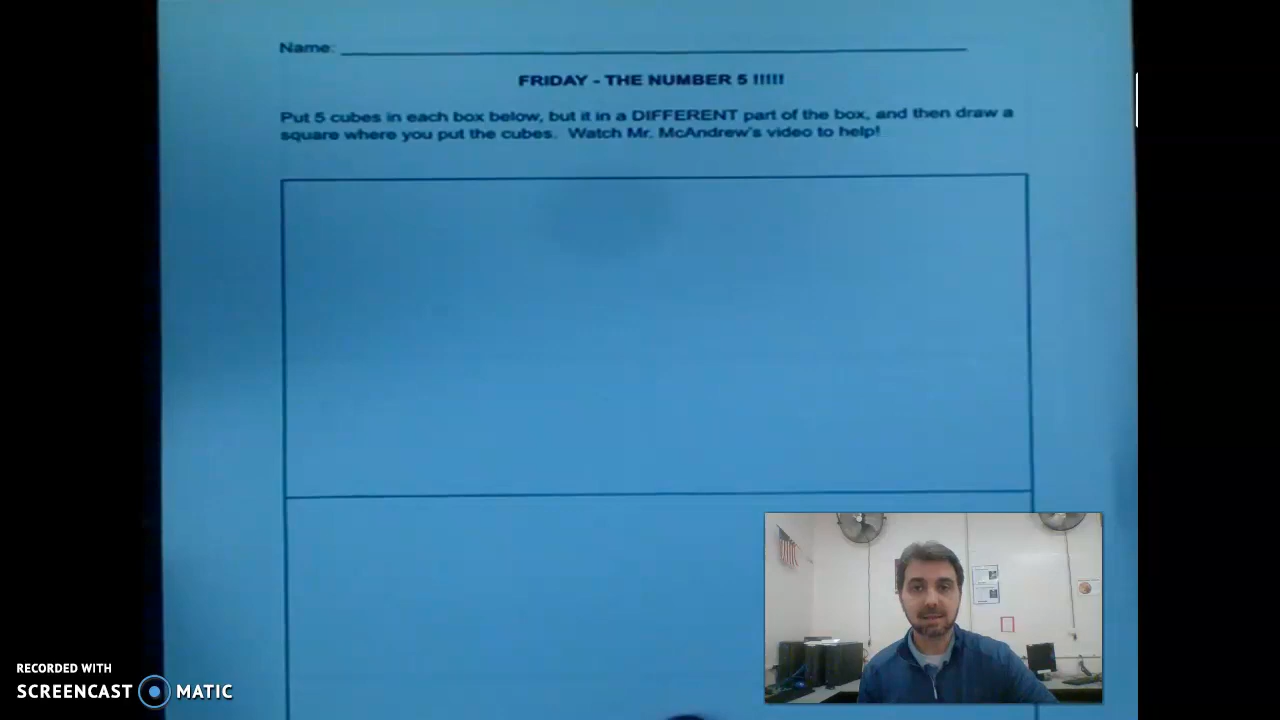 Name:
FRIDAY - THE NUMBER 5 !!!!!
Put 5 cubes in each box below, but it in a DIFFERENT part of the box, and then draw a
square where you put the cubes. Watch Mr. McAndrew's video to help!
RECORDED WITH
SCREENCAST MATIC